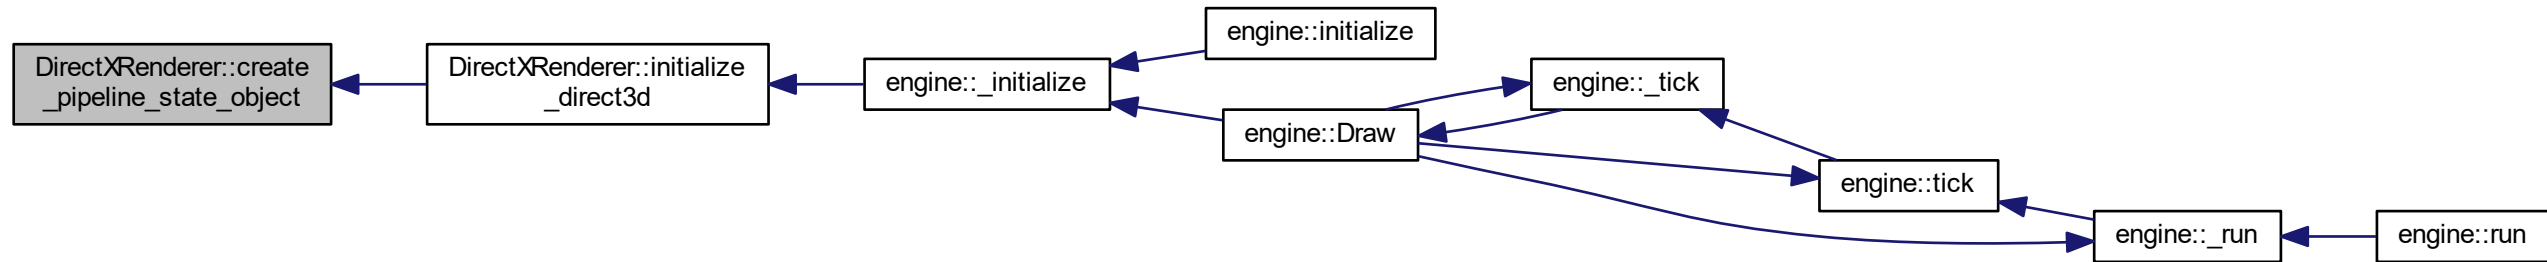 DirectXRenderer::create
_pipeline_state_object
DirectXRenderer::initialize
_direct3d
engine::_initialize
engine::initialize
engine::Draw
engine::_tick
engine::tick
engine::_run
engine::run